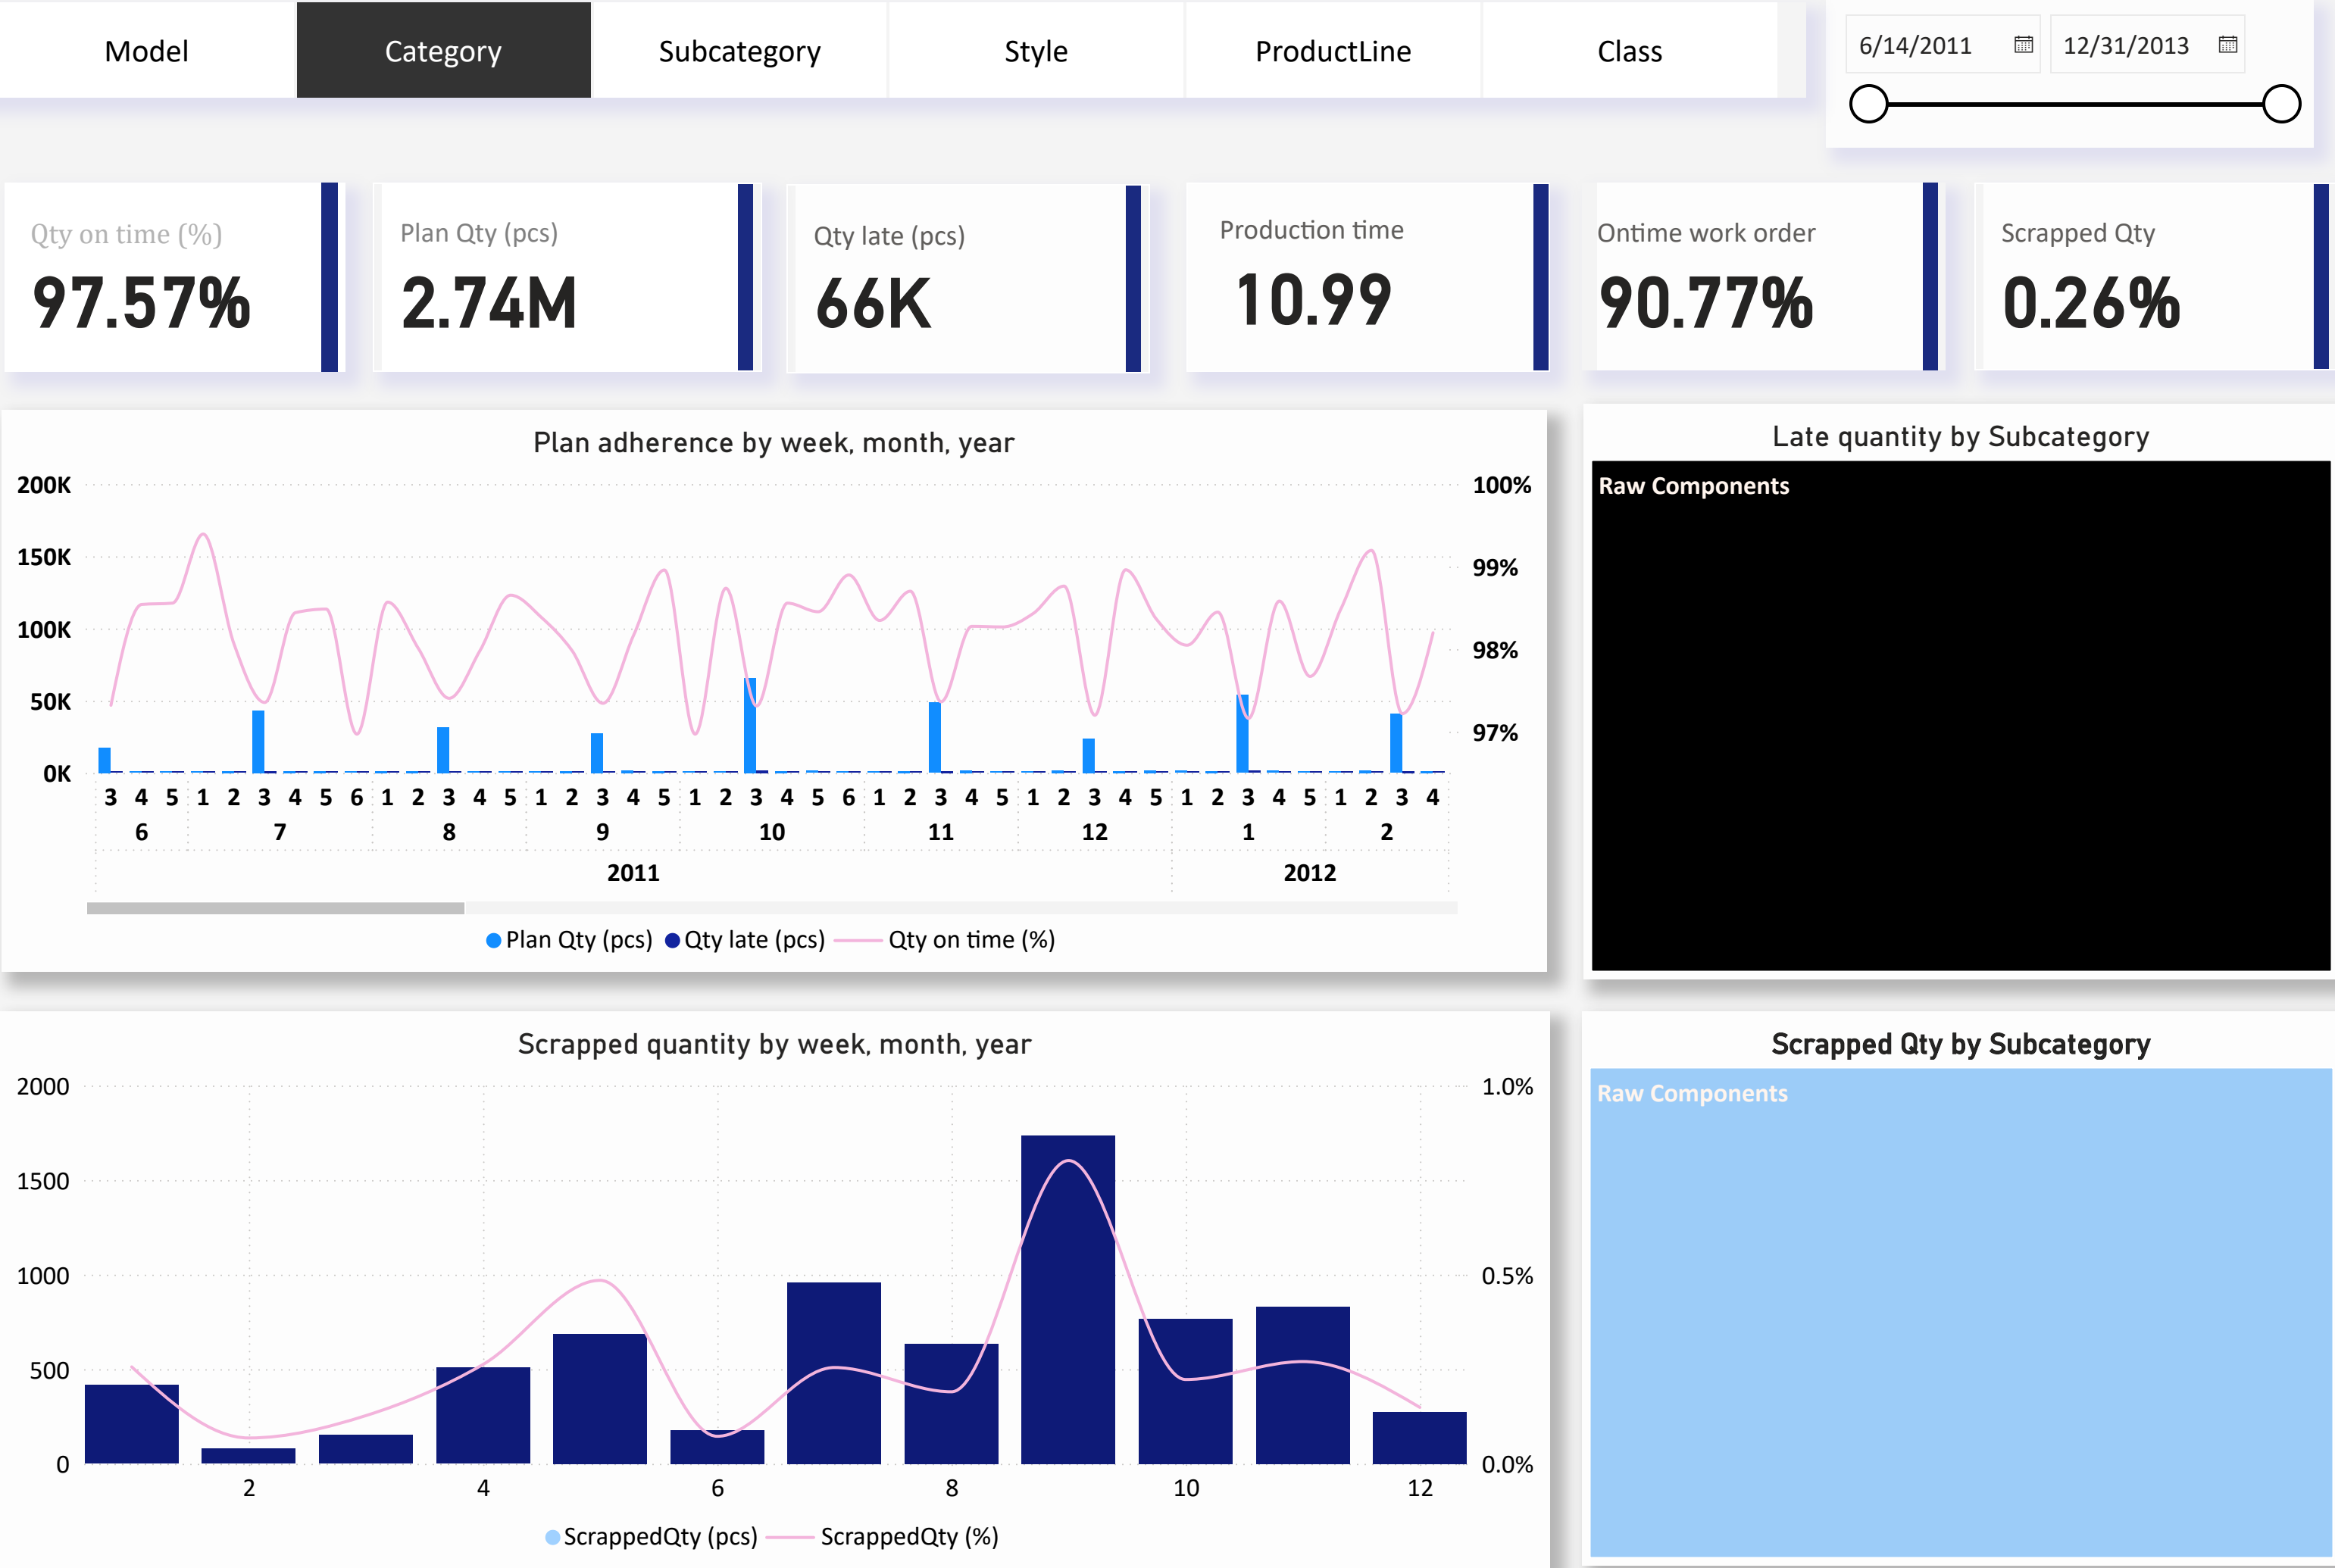 Model Category Subcategory Style ProductLine Class
6/14/2011 12/31/2013
Qty on time (%)
97.57%
Plan Qty (pcs)
2.74M
Qty late (pcs)
66K
Production time
10.99
Ontime work order
90.77%
Scrapped Qty
0.26%
Plan adherence by week, month, year
200K 100%
150K 99%
100K 98%
50K 97%
0K
3 4 5 1 2 3 4 5 6 1 2 3 4 5 1 2 3 4 5 1 2 3 4 5 6 1 2 3 4 5 1 2 3 4 5 1 2 3 4 5 1 2 3 4
6 7 8 9 10 11 12 1 2
2011 2012
Plan Qty (pcs) Qty late (pcs) Qty on time (%)
Late quantity by Subcategory
Raw Components
Scrapped quantity by week, month, year
2000 1.0%
1500
1000 0.5%
500
0 0.0%
2 4 6 8 10 12
ScrappedQty (pcs) ScrappedQty (%)
Scrapped Qty by Subcategory
Raw Components